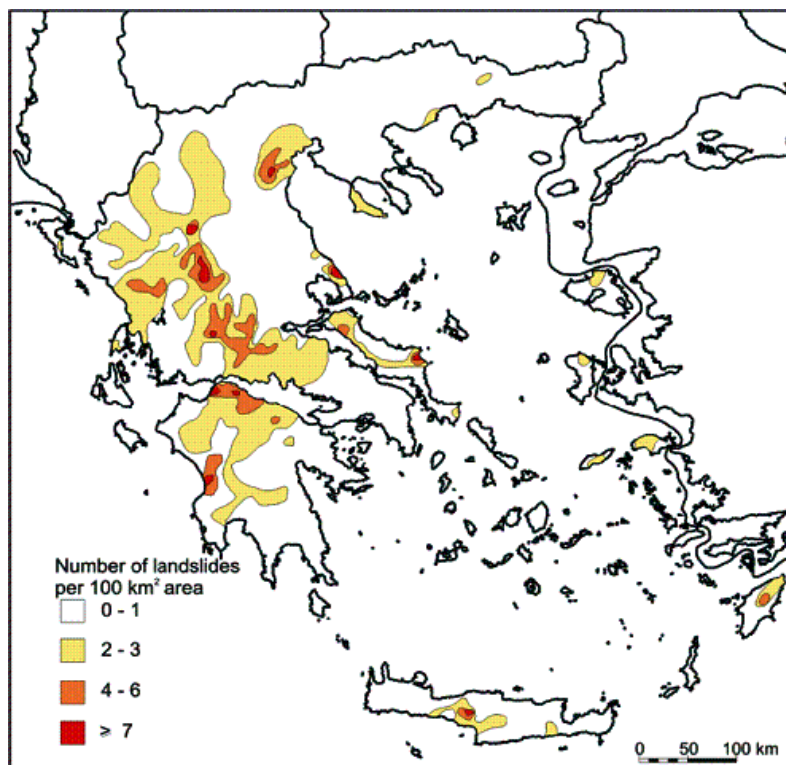 Number of landslides
per 100 km² area
0 - 1
2 - 3
4 - 6
≥ 7
0 50 100 km